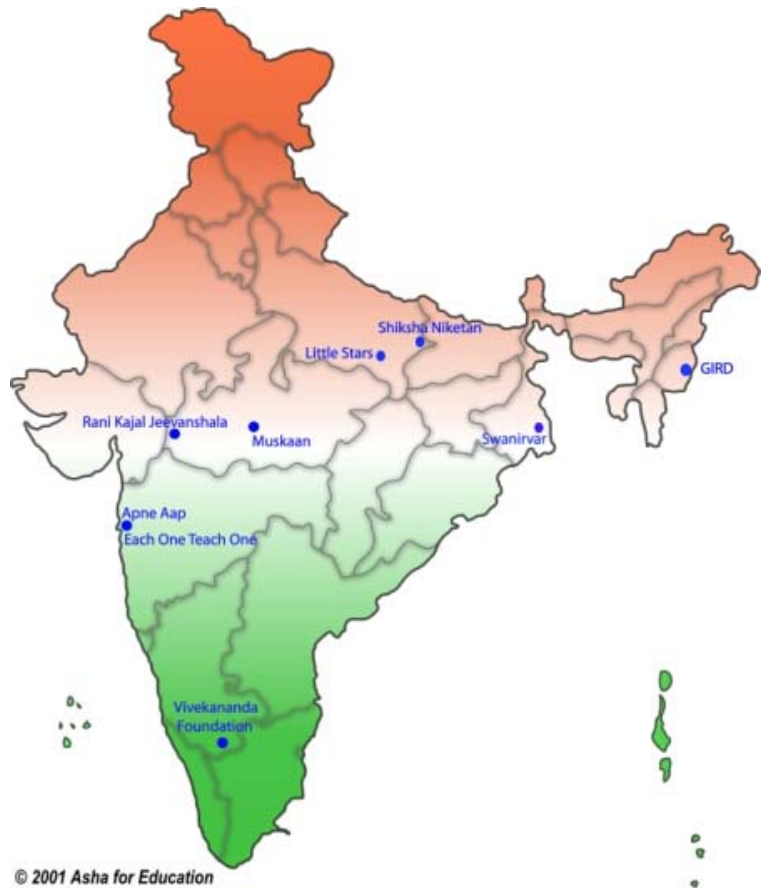 Shiksha Niketan
Little Stars
GIRD
Rani Kajal Jeevanshala
Muskaan
Swanirvar
Apne Aap
Each One Teach One
Vivekananda
Foundation
© 2001 Asha for Education